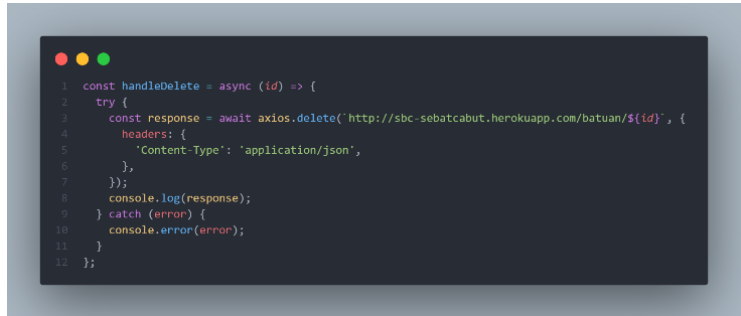 1 const handleDelete = async (id) => {
2   try {
3     const response = await axios.delete(`http://sbc-sebatcabut.herokuapp.com/batuan/${id}`, {
4       headers: {
5         'Content-Type': 'application/json',
6       },
7     });
8     console.log(response);
9   } catch (error) {
10     console.error(error);
11   }
12 };